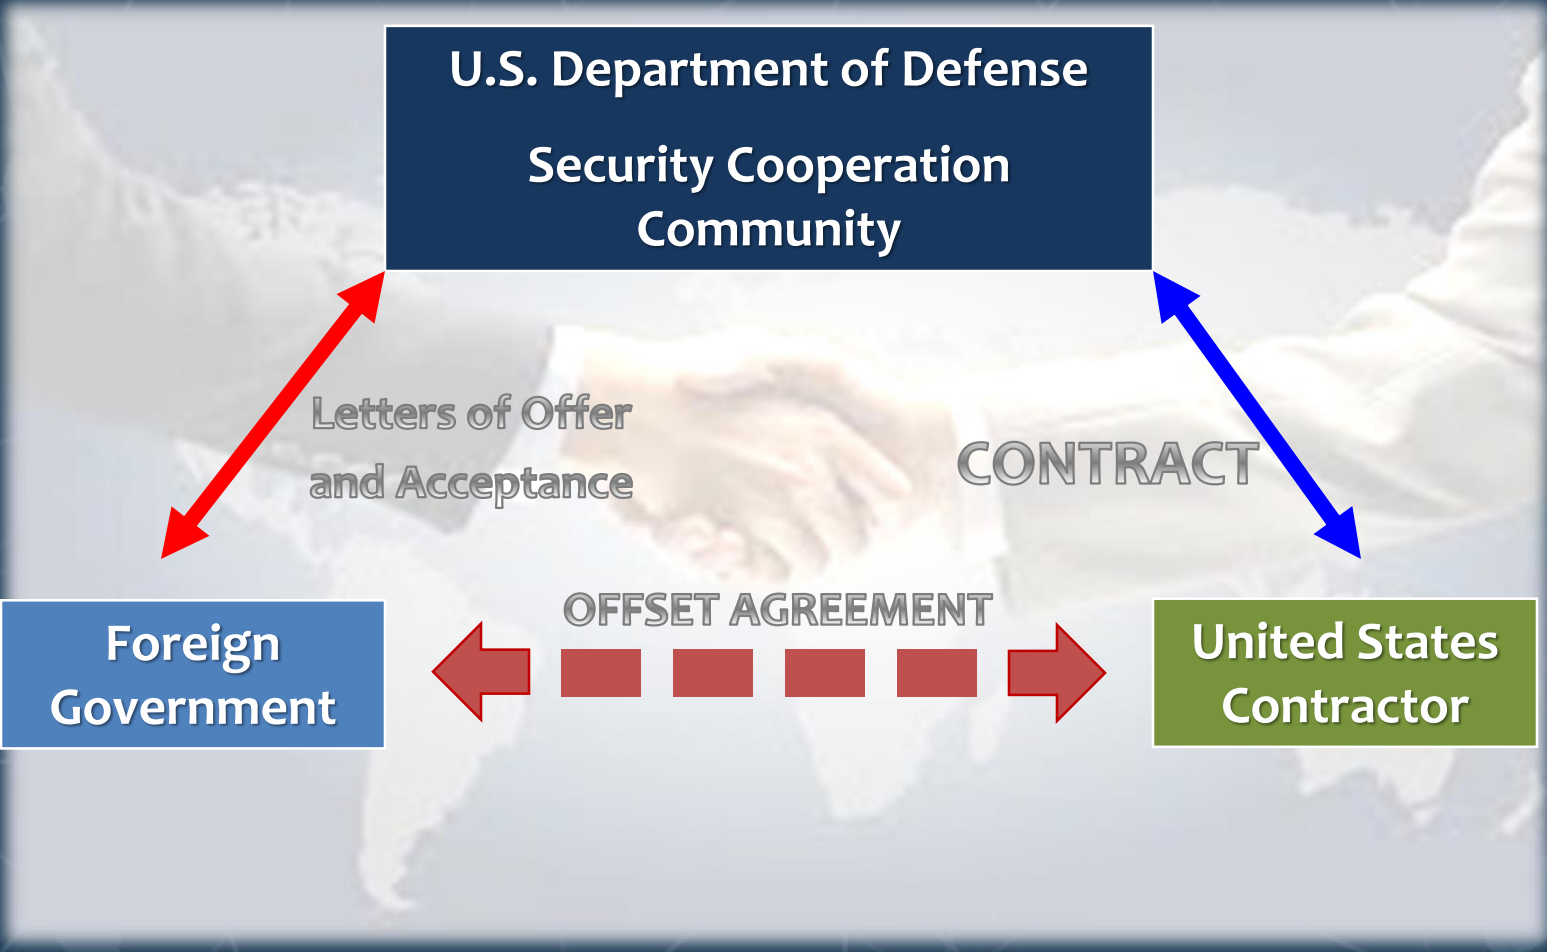 U.S. Department of Defense
Security Cooperation
Community
Letters of Offer
and Acceptance
CONTRACT
OFFSET AGREEMENT
Foreign
Government
United States
Contractor